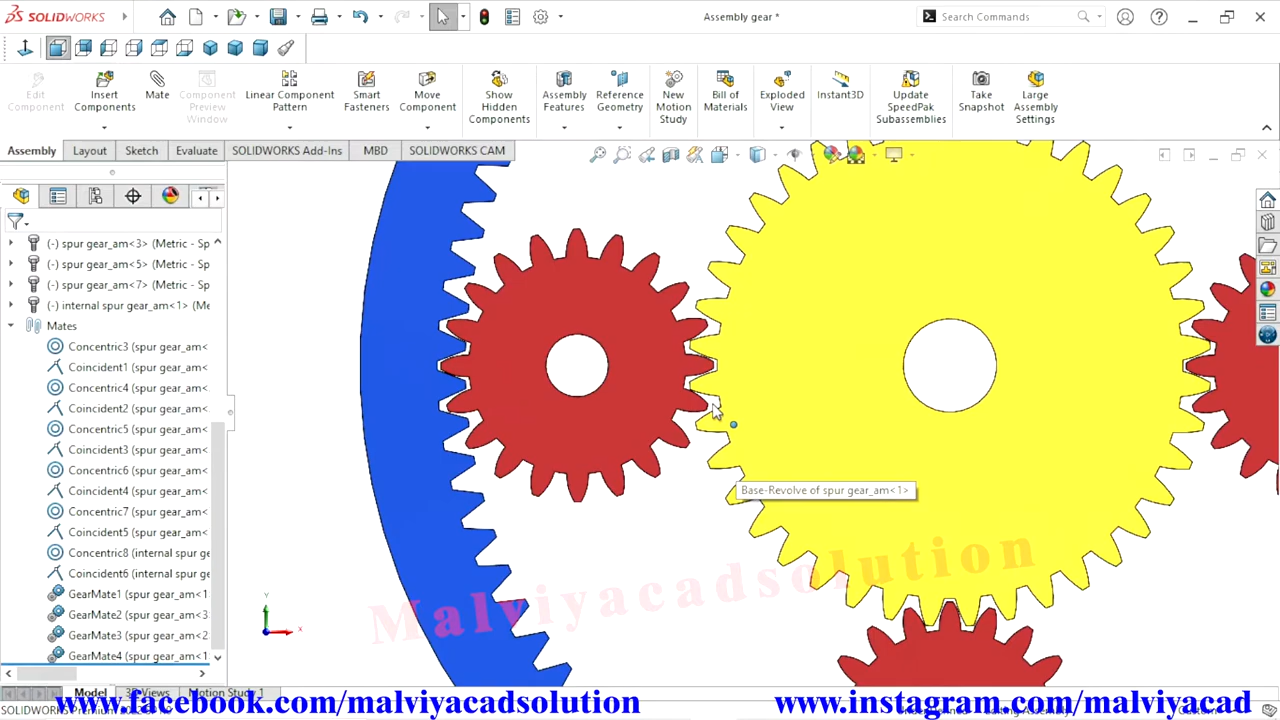 SOLIDWORKS
Assembly gear *
Search Commands
Edit Component
Insert Components
Mate
Component Preview Window
Linear Component Pattern
Smart Fasteners
Move Component
Show Hidden Components
Assembly Features
Reference Geometry
New Motion Study
Bill of Materials
Exploded View
Instant3D
Update SpeedPak Subassemblies
Take Snapshot
Large Assembly Settings
Assembly
Layout
Sketch
Evaluate
SOLIDWORKS Add-Ins
MBD
SOLIDWORKS CAM
(-) spur gear_am<3> (Metric - Sp
(-) spur gear_am<5> (Metric - Sp
(-) spur gear_am<7> (Metric - Sp
(-) internal spur gear_am<1> (Me
Mates
Concentric3 (spur gear_am<
Coincident1 (spur gear_am<
Concentric4 (spur gear_am<
Coincident2 (spur gear_am<
Concentric5 (spur gear_am<
Coincident3 (spur gear_am<
Concentric6 (spur gear_am<
Coincident4 (spur gear_am<
Concentric7 (spur gear_am<
Coincident5 (spur gear_am<
Concentric8 (internal spur ge
Coincident6 (internal spur ge
GearMate1 (spur gear_am<1
GearMate2 (spur gear_am<3
GearMate3 (spur gear_am<2
GearMate4 (spur gear_am<1
Base-Revolve of spur gear_am<1>
Malviyacadsolution
Y
X
Model
3D Views
Motion Study 1
www.facebook.com/malviyacadsolution
www.instagram.com/malviyacad
SOLIDWORKS Premium